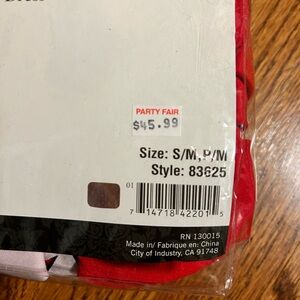 PARTY FAIR
$45.99
Size: S/M,P/M
Style: 83625
01
7 14718 42201 5
RN 130015
Made in/ Fabrique en: China
City of Industry, CA 91748